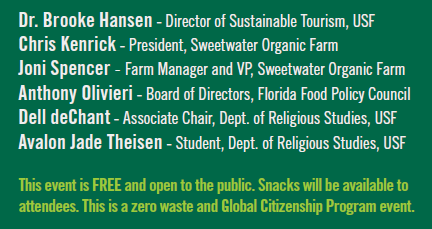 Dr. Brooke Hansen - Director of Sustainable Tourism, USF
Chris Kenrick - President, Sweetwater Organic Farm
Joni Spencer - Farm Manager and VP, Sweetwater Organic Farm
Anthony Olivieri - Board of Directors, Florida Food Policy Council
Dell deChant - Associate Chair, Dept. of Religious Studies, USF
Avalon Jade Theisen - Student, Dept. of Religious Studies, USF
This event is FREE and open to the public. Snacks will be available to
attendees. This is a zero waste and Global Citizenship Program event.